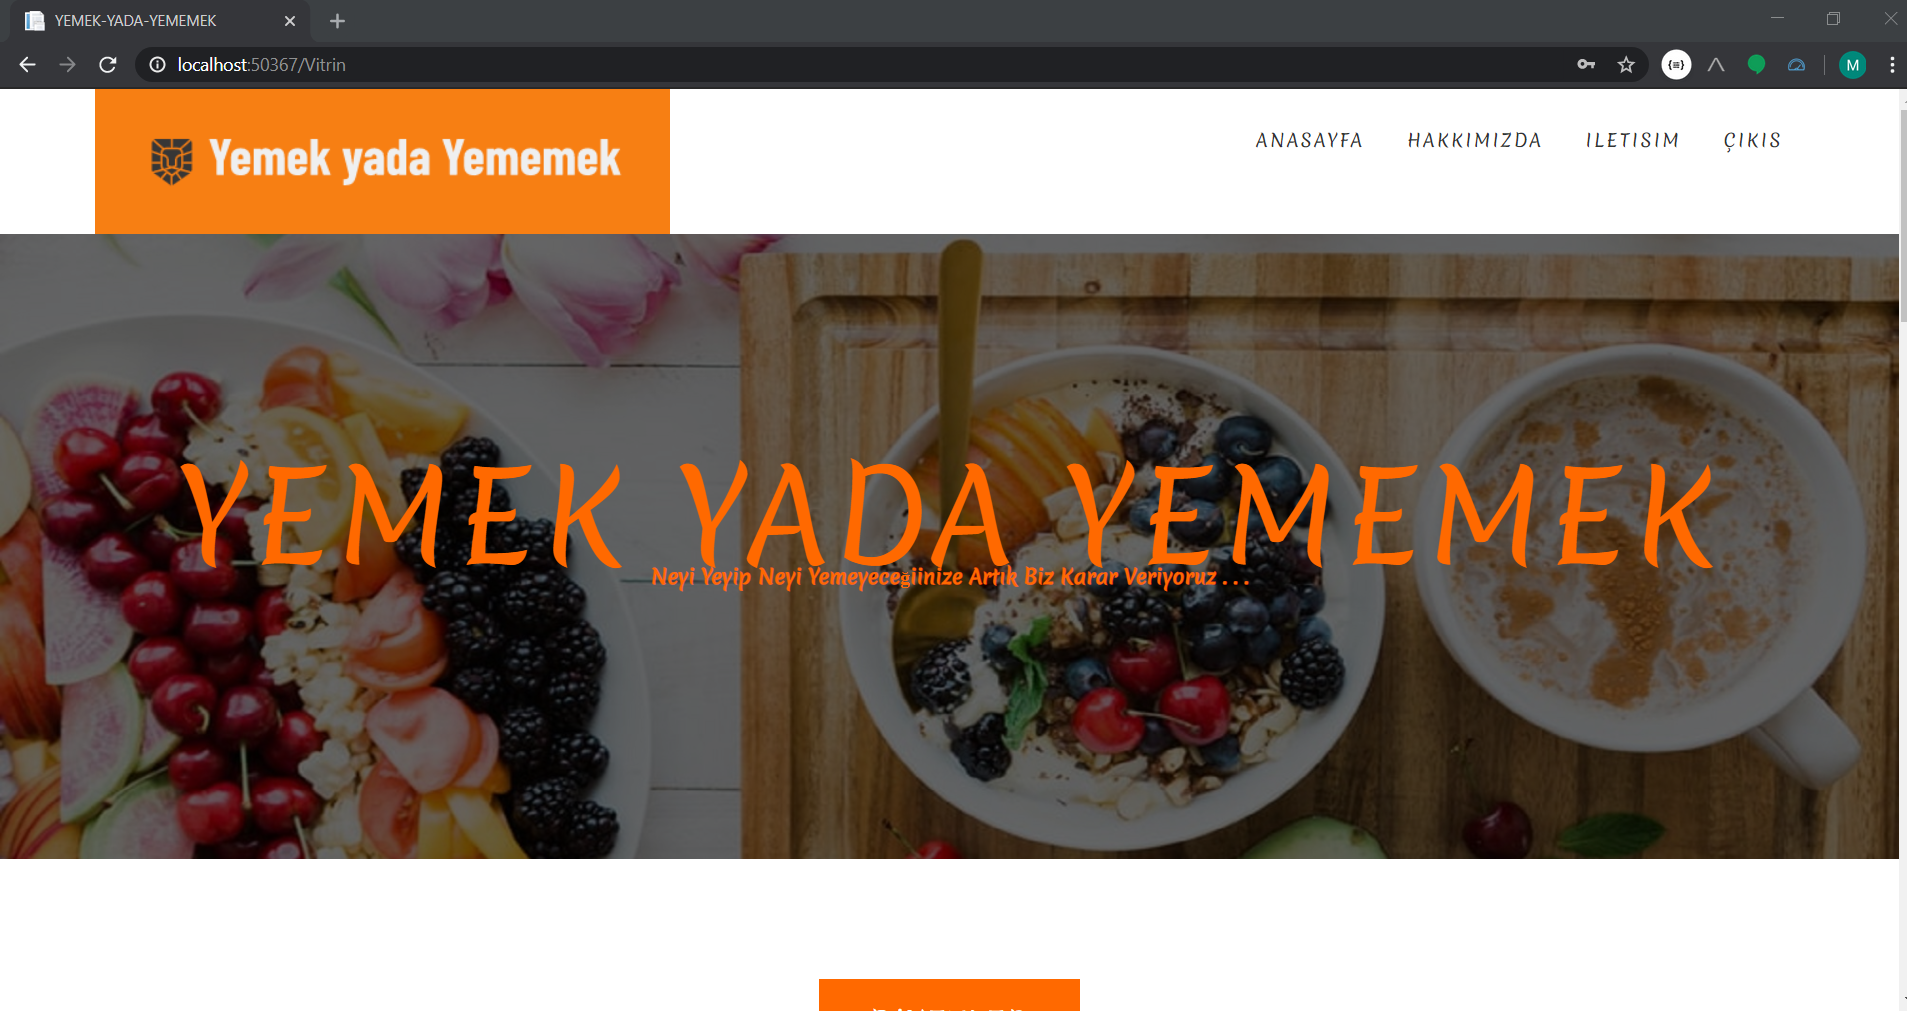 YEMEK-YADA-YEMEMEK
localhost:50367/Vitrin
M
Yemek yada Yememek
ANASAYFA HAKKIMIZDA ILETISIM ÇIKIS
YEMEK YADA YEMEMEK
Neyi Yeyip Neyi Yemeyeceğiinize Artık Biz Karar Veriyoruz . . .